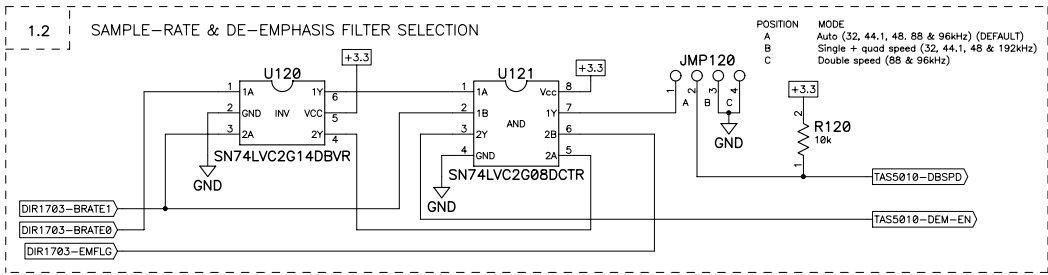 1.2 SAMPLE-RATE & DE-EMPHASIS FILTER SELECTION
POSITION MODE
A Auto (32, 44.1, 48. 88 & 96kHz) (DEFAULT)
B Single + quad speed (32, 44.1, 48 & 192kHz)
C Double speed (88 & 96kHz)
+3.3
U120
1 1A 1Y 6
2 GND INV VCC 5
3 2A 2Y 4
SN74LVC2G14DBVR
GND
+3.3
U121
1 1A Vcc 8
2 1B 1Y 7
AND
3 2Y 2B 6
4 GND 2A 5
SN74LVC2G08DCTR
GND
JMP120
1 A 2 B 3 C 4
GND
+3.3
2
R120
10k
1
DIR1703-BRATE1
DIR1703-BRATE0
DIR1703-EMFLG
TAS5010-DBSPD
TAS5010-DEM-EN